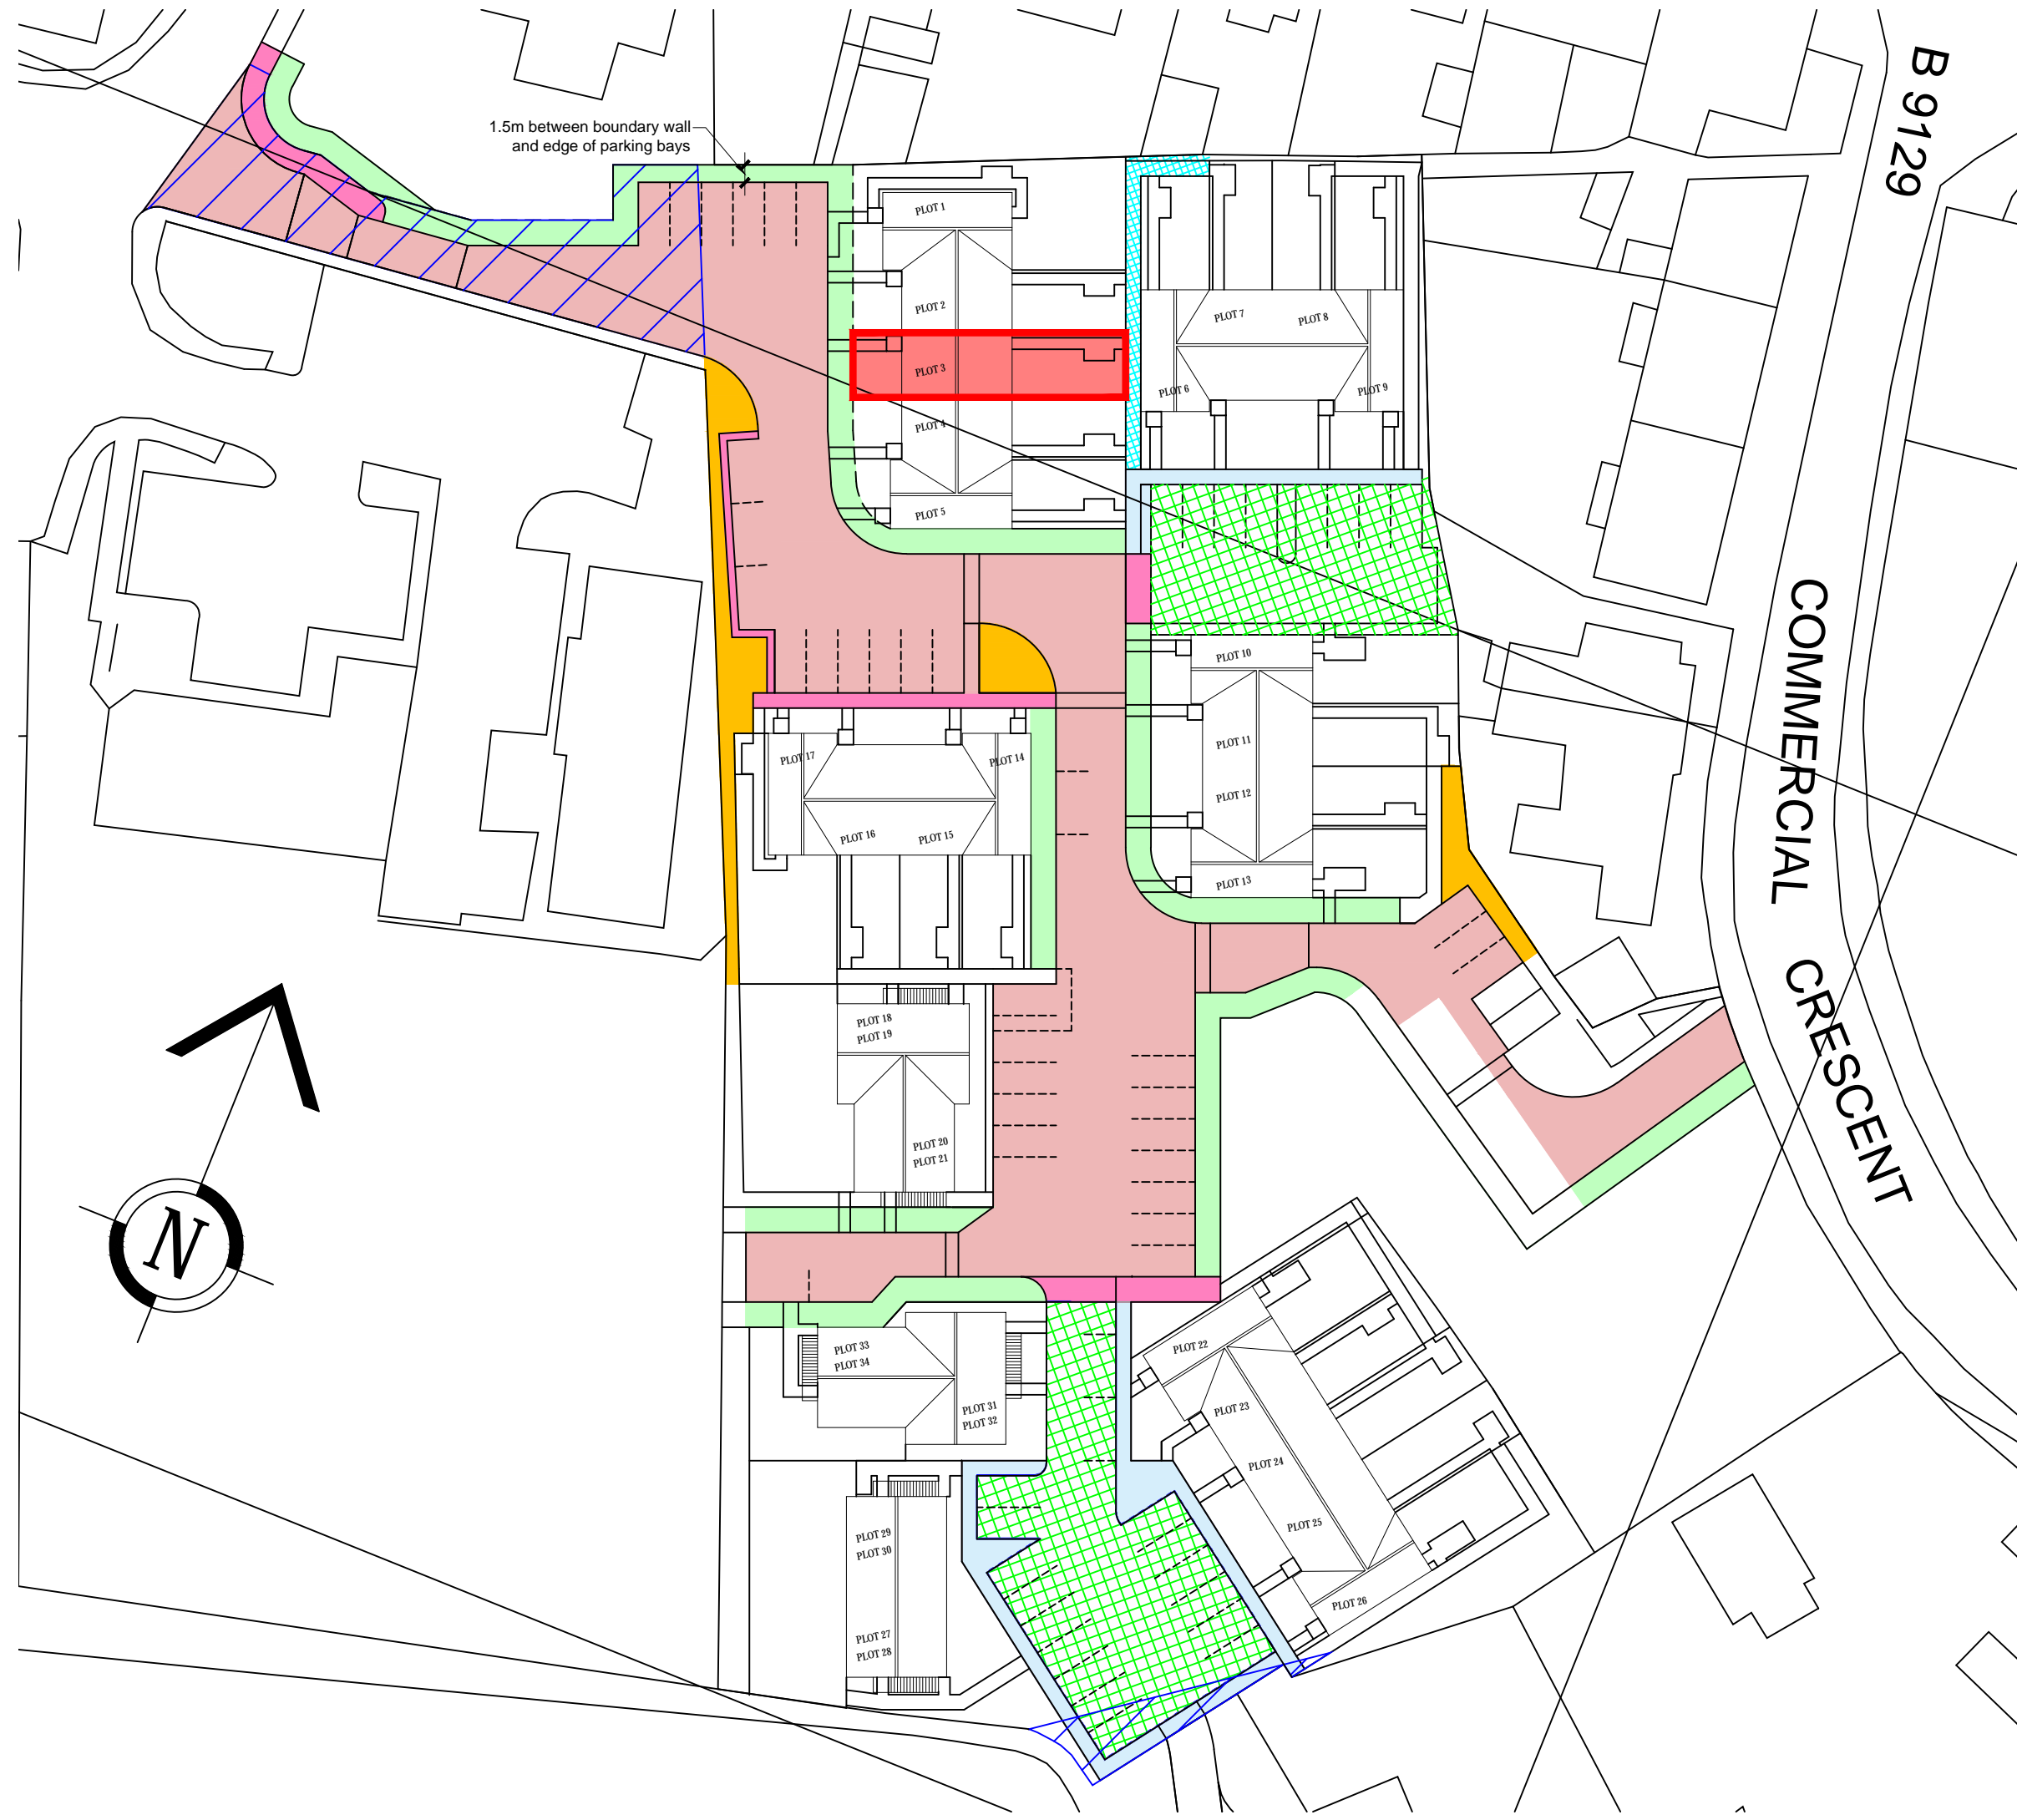 B 9129
1.5m between boundary wall
and edge of parking bays
PLOT 1
PLOT 2
PLOT 3
PLOT 4
PLOT 5
PLOT 7
PLOT 8
PLOT 6
PLOT 9
COMMERCIAL CRESCENT
PLOT 10
PLOT 11
PLOT 12
PLOT 13
PLOT 17
PLOT 14
PLOT 16
PLOT 15
PLOT 18
PLOT 19
PLOT 20
PLOT 21
N
PLOT 22
PLOT 23
PLOT 24
PLOT 25
PLOT 26
PLOT 33
PLOT 34
PLOT 31
PLOT 32
PLOT 29
PLOT 30
PLOT 27
PLOT 28